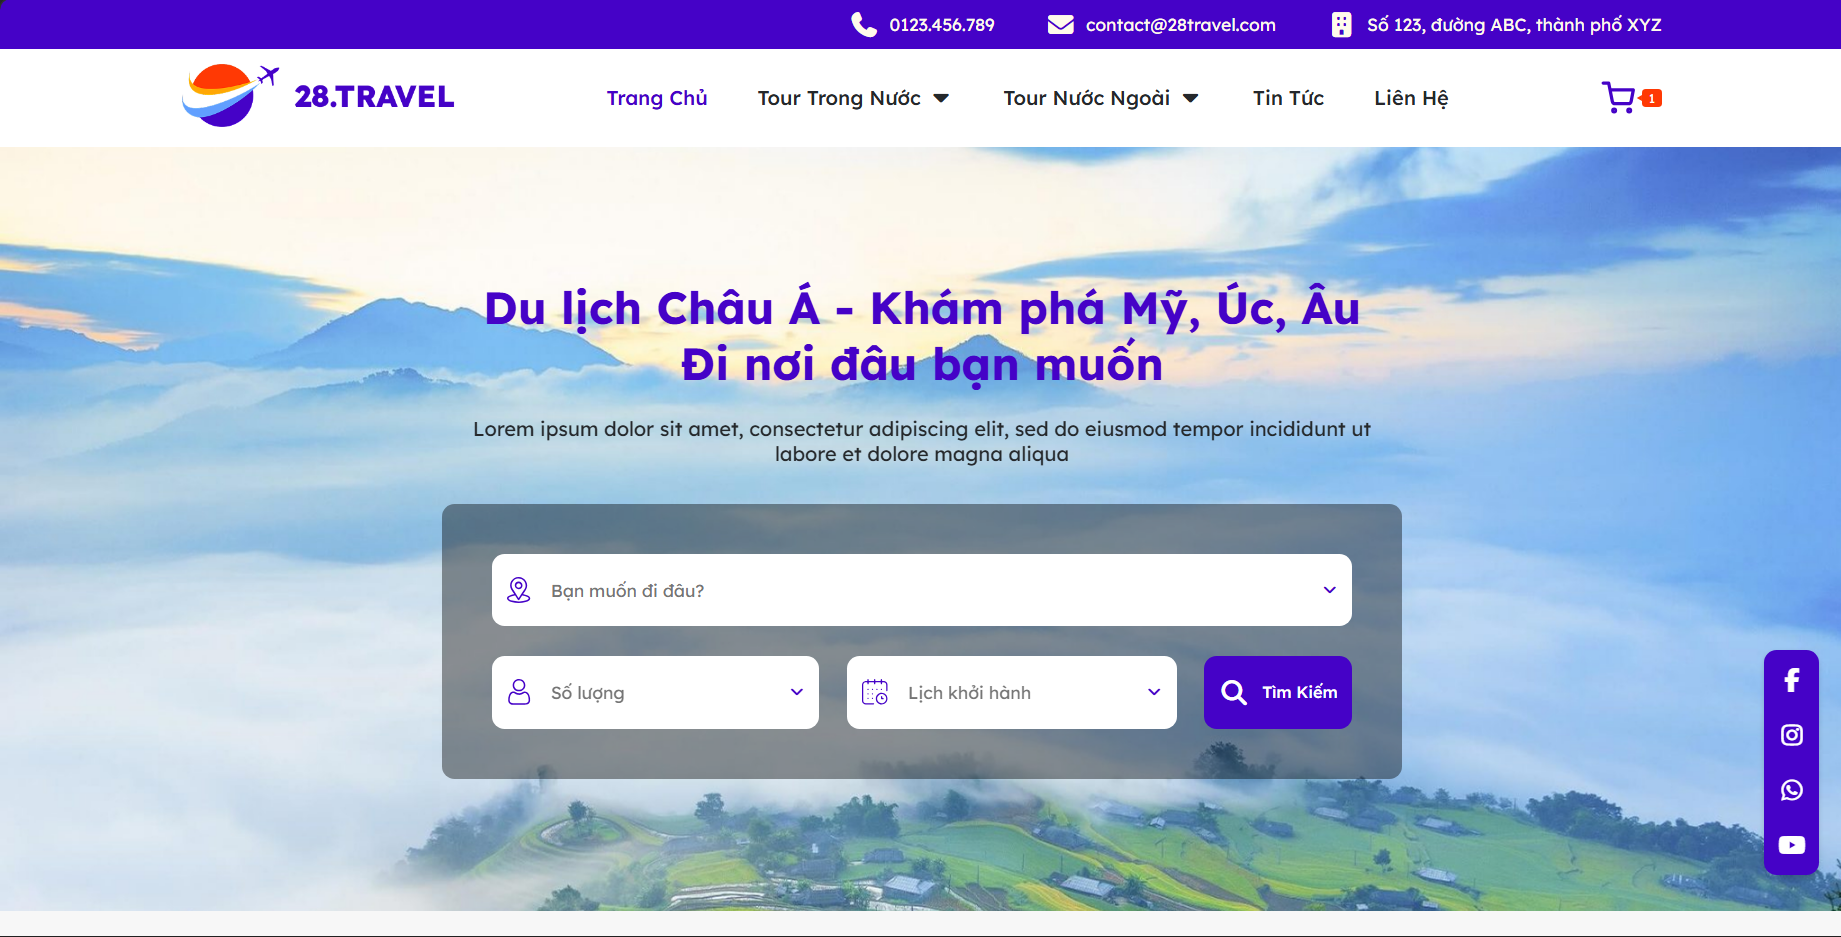 0123.456.789
contact@28travel.com
Số 123, đường ABC, thành phố XYZ
28.TRAVEL
Trang Chủ
Tour Trong Nước
Tour Nước Ngoài
Tin Tức
Liên Hệ
1
Du lịch Châu Á - Khám phá Mỹ, Úc, Âu
Đi nơi đâu bạn muốn
Lorem ipsum dolor sit amet, consectetur adipiscing elit, sed do eiusmod tempor incididunt ut
labore et dolore magna aliqua
Bạn muốn đi đâu?
Số lượng
Lịch khởi hành
Tìm Kiếm